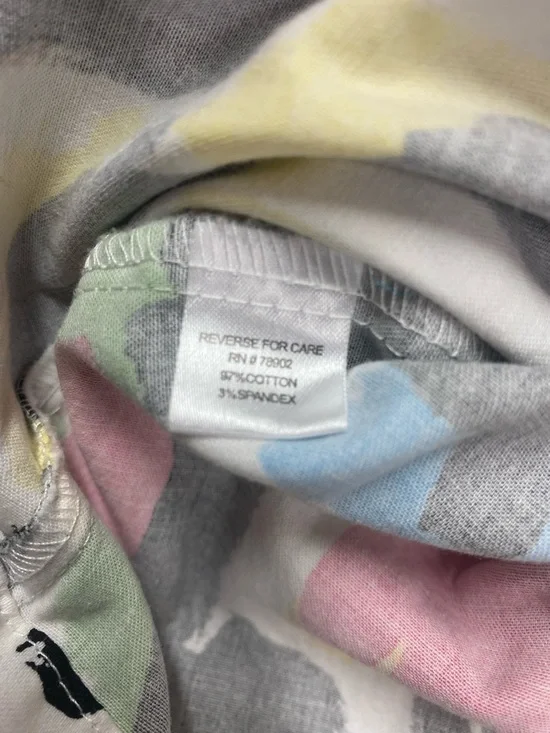 REVERSE FOR CARE
RN # 78902
97%COTTON
3%SPANDEX